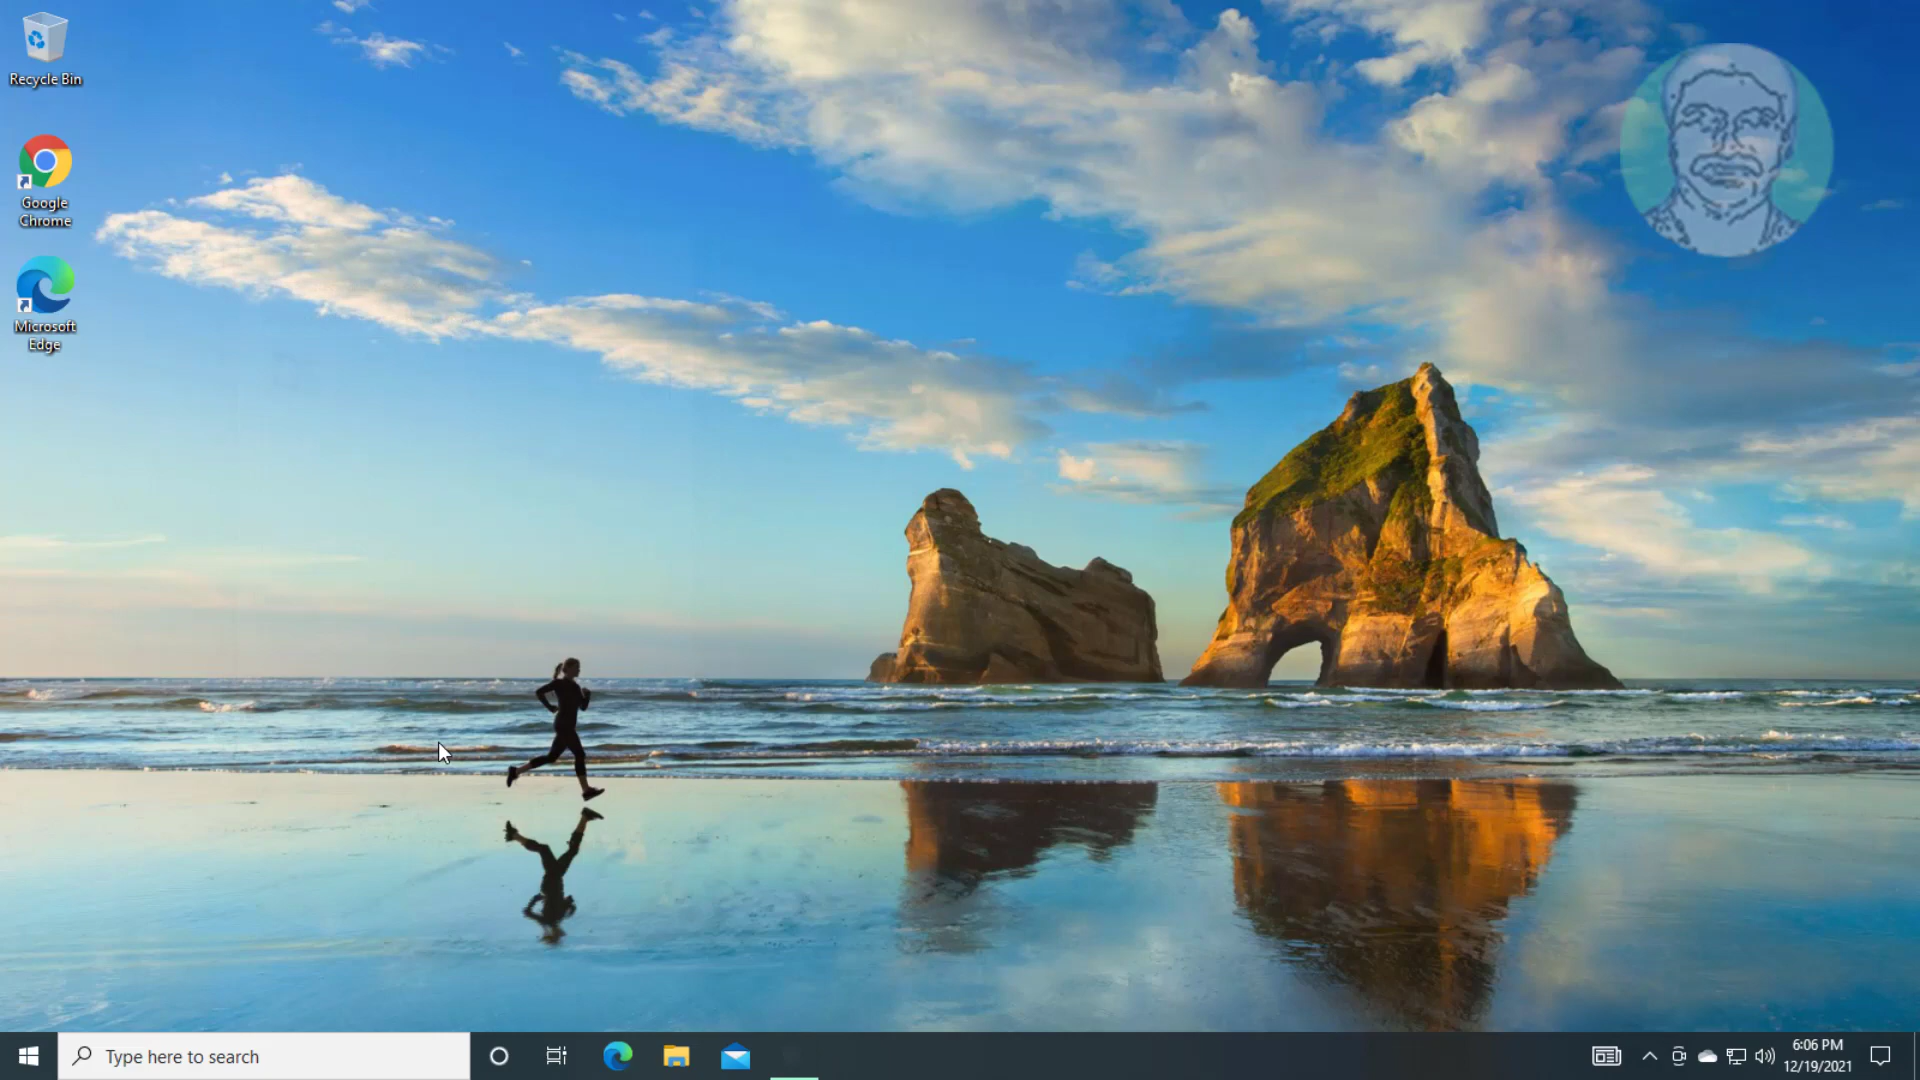 Recycle Bin
Google
Chrome
Microsoft
Edge
Type here to search
6:06 PM
12/19/2021